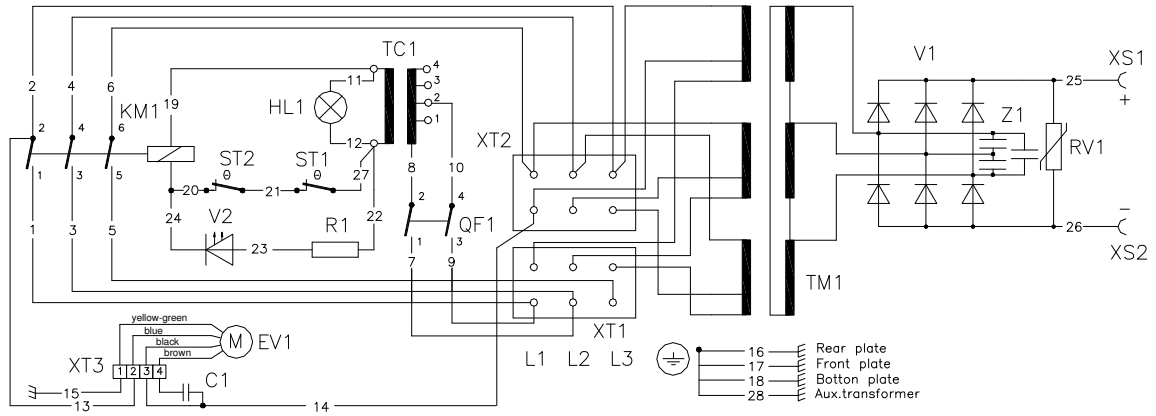 TC1
V1
XS1
25
+
4
3
2
1
11
HL1
12
2
4
6
19
KM1
2
4
6
1
3
5
20
ST2
θ
21
ST1
θ
27
8
10
XT2
Z1
RV1
24
V2
23
R1
22
2
4
QF1
1
3
7
9
1
3
5
26
−
XS2
TM1
XT1
L1 L2 L3
yellow-green
blue
black
brown
M
EV1
XT3
1 2 3 4
C1
15
13
14
16 Rear plate
17 Front plate
18 Botton plate
28 Aux.transformer